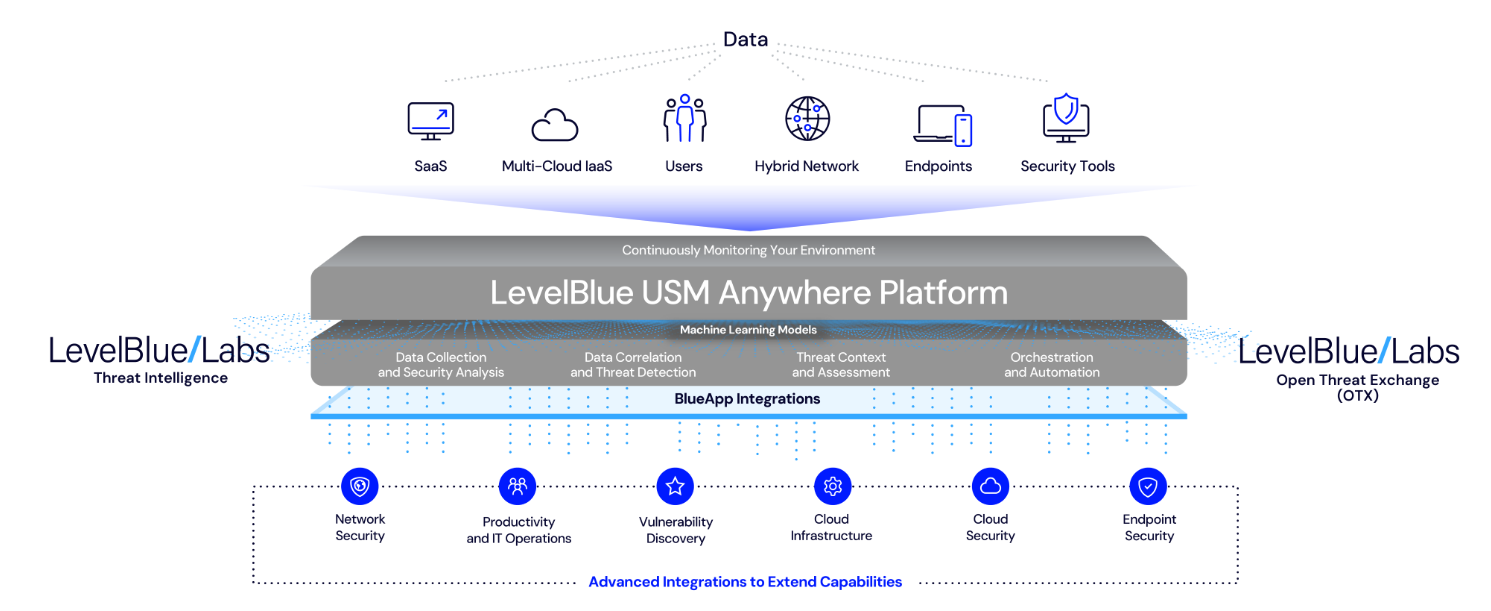 Data
SaaS
Multi-Cloud IaaS
Users
Hybrid Network
Endpoints
Security Tools
Continuously Monitoring Your Environment
LevelBlue USM Anywhere Platform
Machine Learning Models
LevelBlue/Labs
Threat Intelligence
Data Collection
and Security Analysis
Data Correlation
and Threat Detection
Threat Context
and Assessment
Orchestration
and Automation
LevelBlue/Labs
Open Threat Exchange
(OTX)
BlueApp Integrations
Network
Security
Productivity
and IT Operations
Vulnerability
Discovery
Cloud
Infrastructure
Cloud
Security
Endpoint
Security
Advanced Integrations to Extend Capabilities